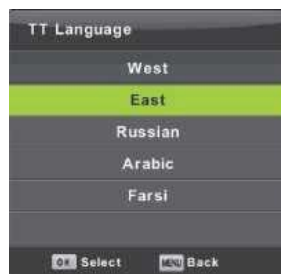 TT Language
West
East
Russian
Arabic
Farsi
OK Select MENU Back